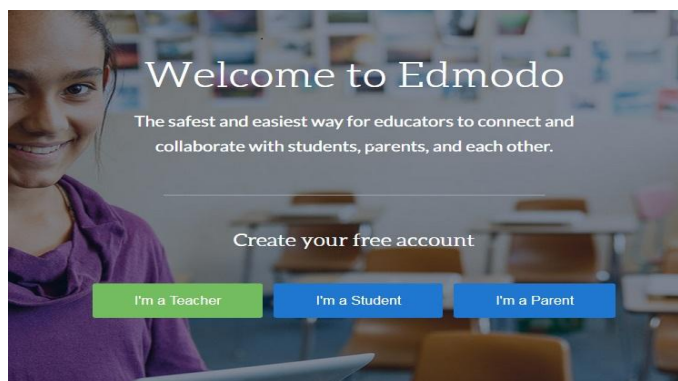 Welcome to Edmodo
The safest and easiest way for educators to connect and
collaborate with students, parents, and each other.
Create your free account
I'm a Teacher
I'm a Student
I'm a Parent